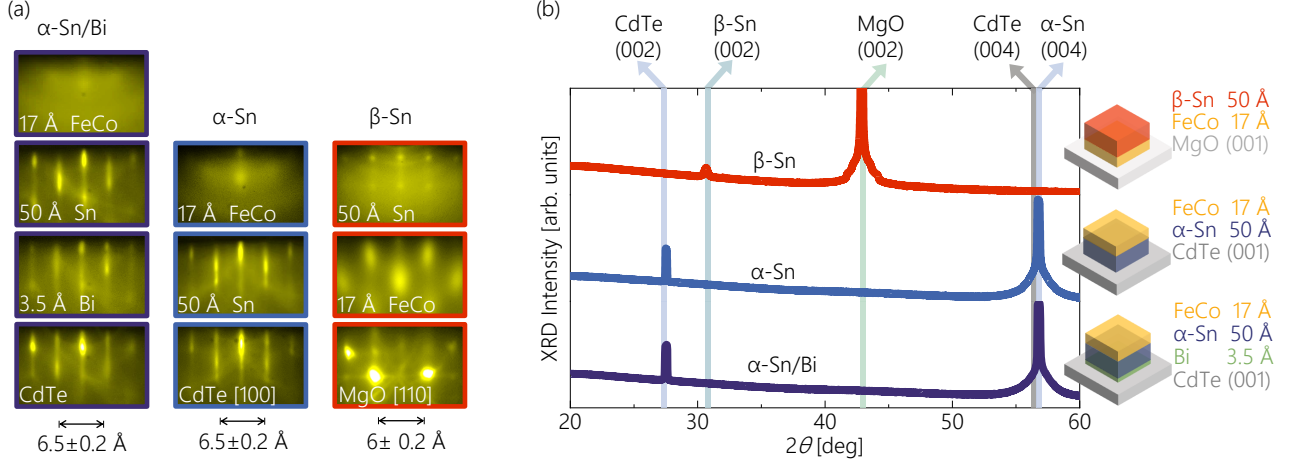 (a)
α-Sn/Bi
17 Å FeCo
50 Å Sn
3.5 Å Bi
CdTe
6.5±0.2 Å
α-Sn
17 Å FeCo
50 Å Sn
CdTe [100]
6.5±0.2 Å
β-Sn
50 Å Sn
17 Å FeCo
MgO [110]
6± 0.2 Å
(b)
CdTe
(002)
β-Sn
(002)
MgO
(002)
CdTe
(004)
α-Sn
(004)
XRD Intensity [arb. units]
β-Sn
α-Sn
α-Sn/Bi
20 30 40 50 60
2θ [deg]
β-Sn 50 Å
FeCo 17 Å
MgO (001)
FeCo 17 Å
α-Sn 50 Å
CdTe (001)
FeCo 17 Å
α-Sn 50 Å
Bi 3.5 Å
CdTe (001)